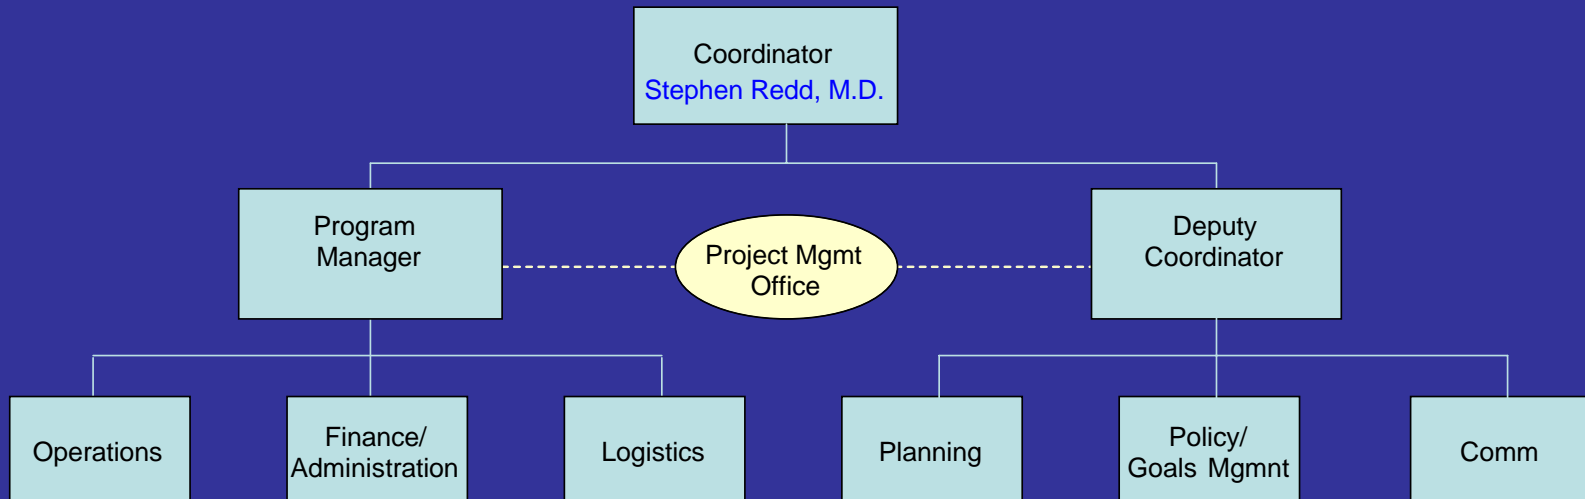 Coordinator
Stephen Redd, M.D.
Program
Manager
Project Mgmt
Office
Deputy
Coordinator
Operations
Finance/
Administration
Logistics
Planning
Policy/
Goals Mgmnt
Comm